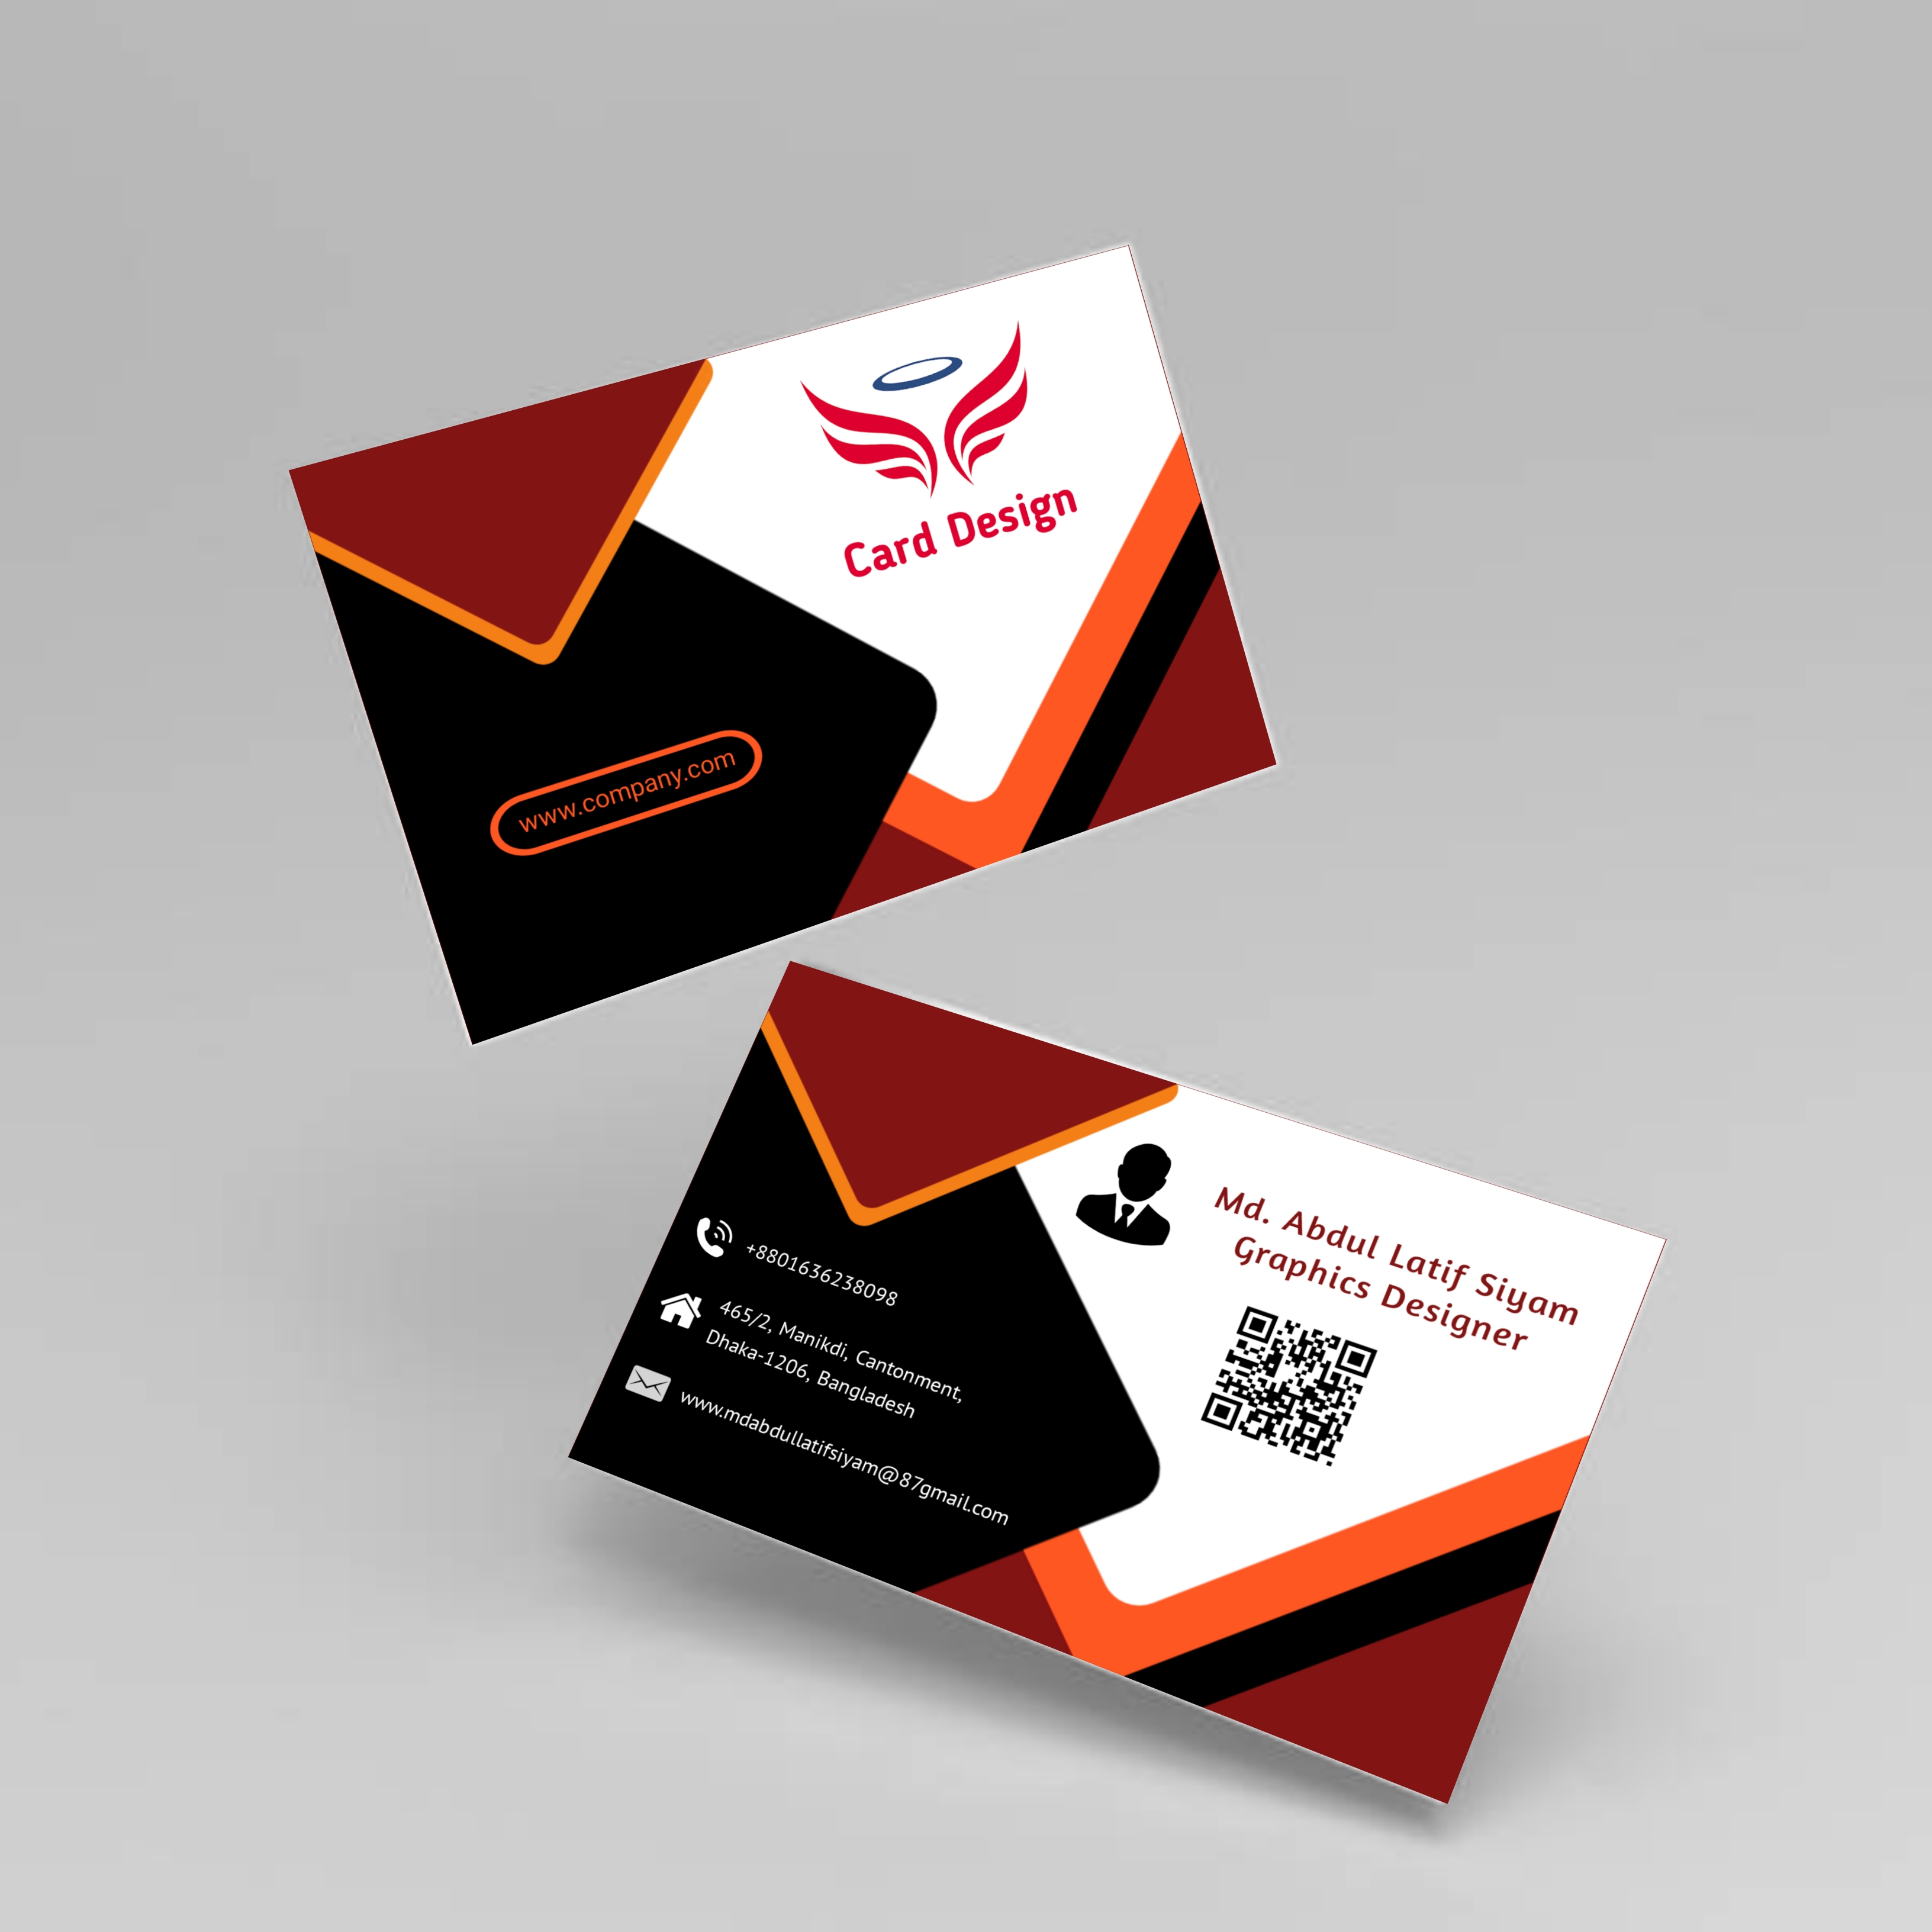 Card Design
www.company.com
Md. Abdul Latif Siyam
Graphics Designer
+8801636238098
465/2, Manikdi, Cantonment,
Dhaka-1206, Bangladesh
www.mdabdullatifsiyam@87gmail.com